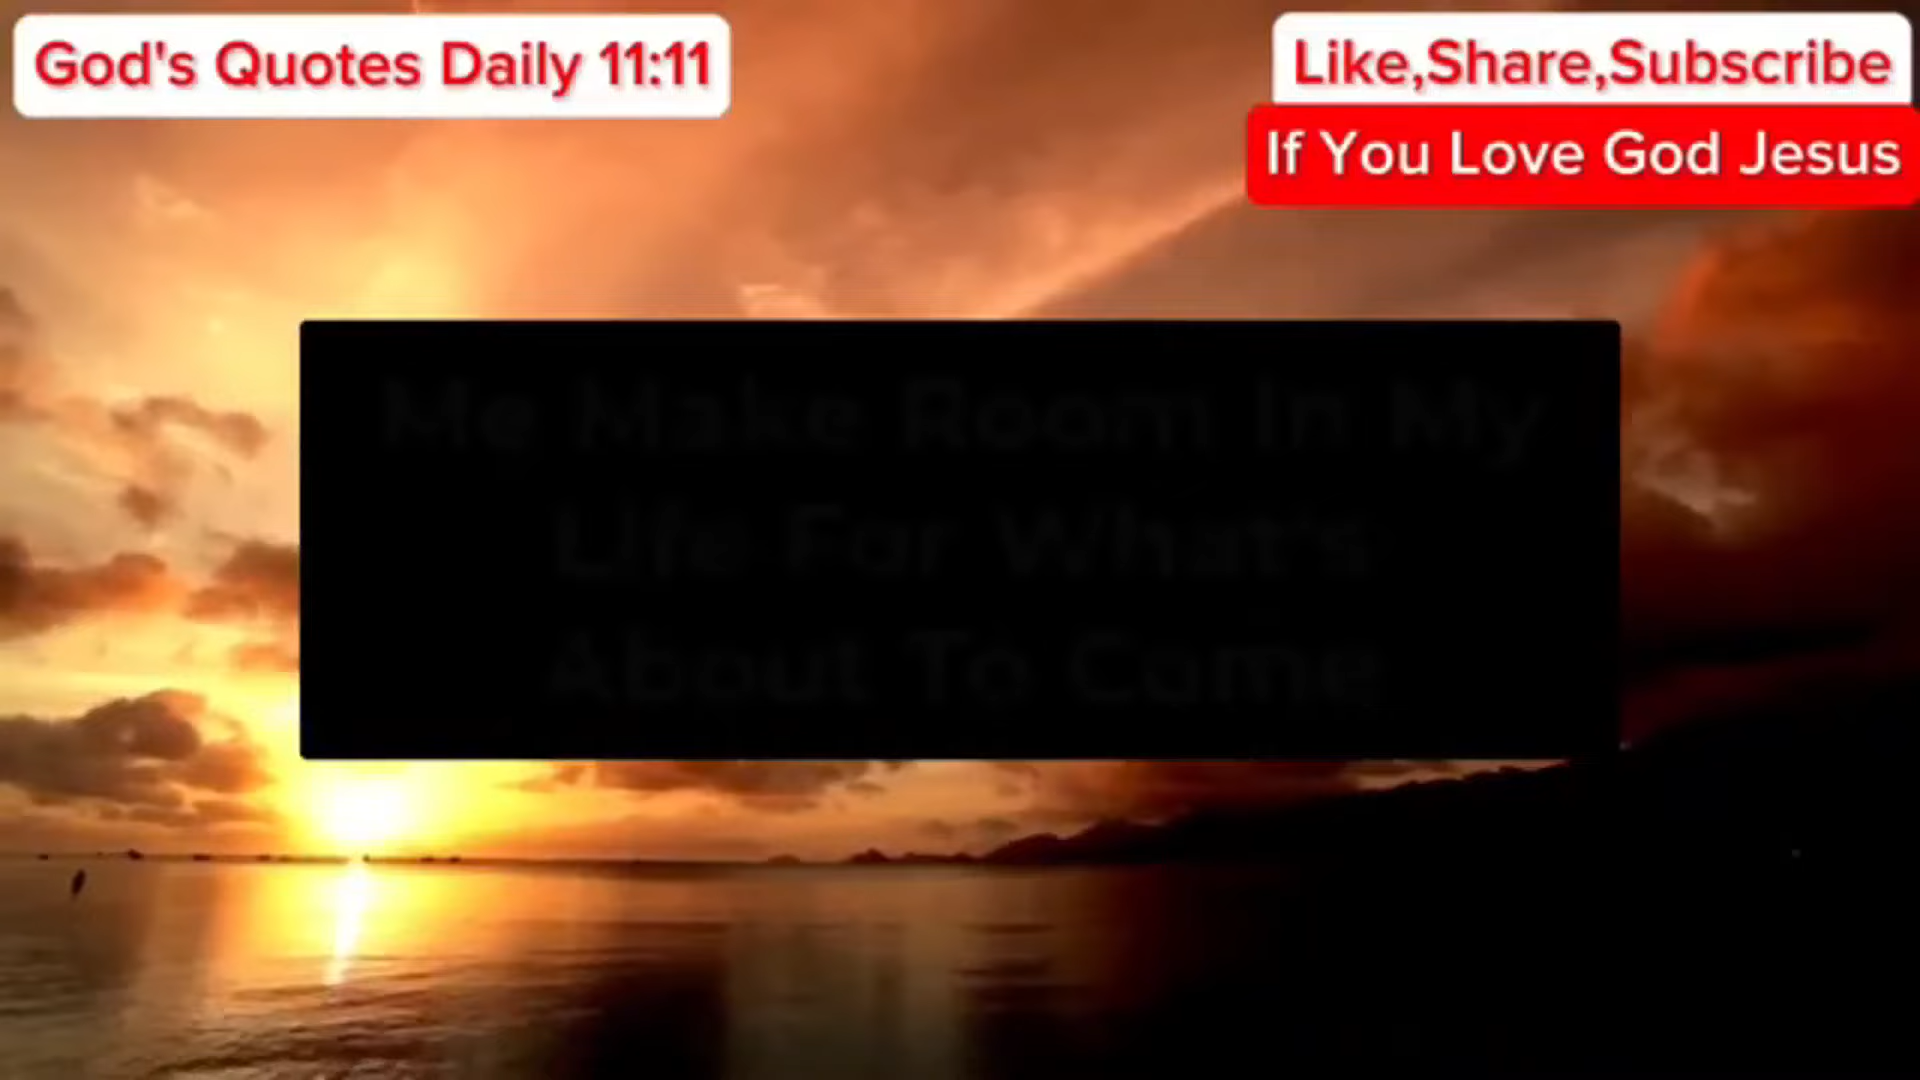 God's Quotes Daily 11:11
Like,Share,Subscribe
If You Love God Jesus
Me Make Room In My
Life For What's
About To Come